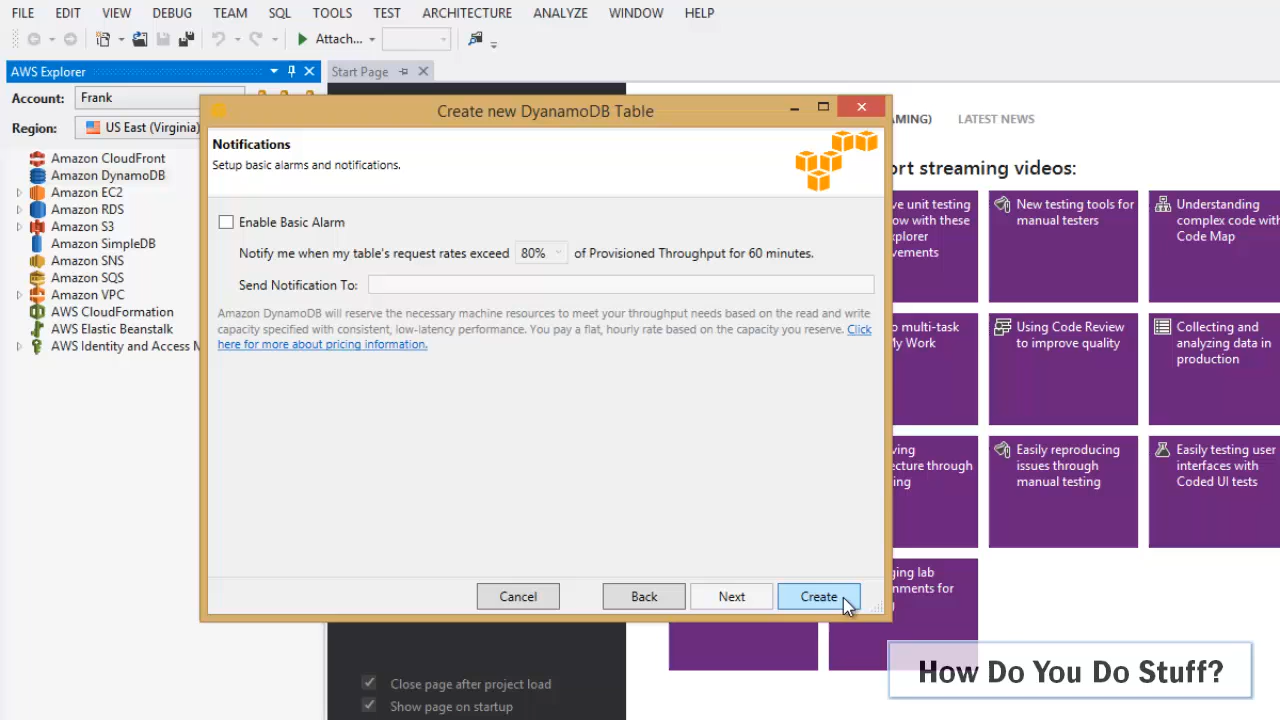 FILE EDIT VIEW DEBUG TEAM SQL TOOLS TEST ARCHITECTURE ANALYZE WINDOW HELP
Attach...
AWS Explorer
Start Page
Account: Frank
Region: US East (Virginia)
Amazon CloudFront
Amazon DynamoDB
Amazon EC2
Amazon RDS
Amazon S3
Amazon SimpleDB
Amazon SNS
Amazon SQS
Amazon VPC
AWS CloudFormation
AWS Elastic Beanstalk
AWS Identity and Access
Create new DyanamoDB Table
Notifications
Setup basic alarms and notifications.
Enable Basic Alarm
Notify me when my table's request rates exceed 80% of Provisioned Throughput for 60 minutes.
Send Notification To:
Amazon DynamoDB will reserve the necessary machine resources to meet your throughput needs based on the read and write
capacity specified with consistent, low-latency performance. You pay a flat, hourly rate based on the capacity you reserve. Click
here for more about pricing information.
Cancel Back Next Create
AMING) LATEST NEWS
ort streaming videos:
ve unit testing
ow with these
xplorer
vements
New testing tools for
manual testers
Understanding
complex code with
Code Map
o multi-task
My Work
Using Code Review
to improve quality
Collecting and
analyzing data in
production
ving
ecture through
ing
Easily reproducing
issues through
manual testing
Easily testing user
interfaces with
Coded UI tests
ging lab
nments for
Close page after project load
Show page on startup
How Do You Do Stuff?